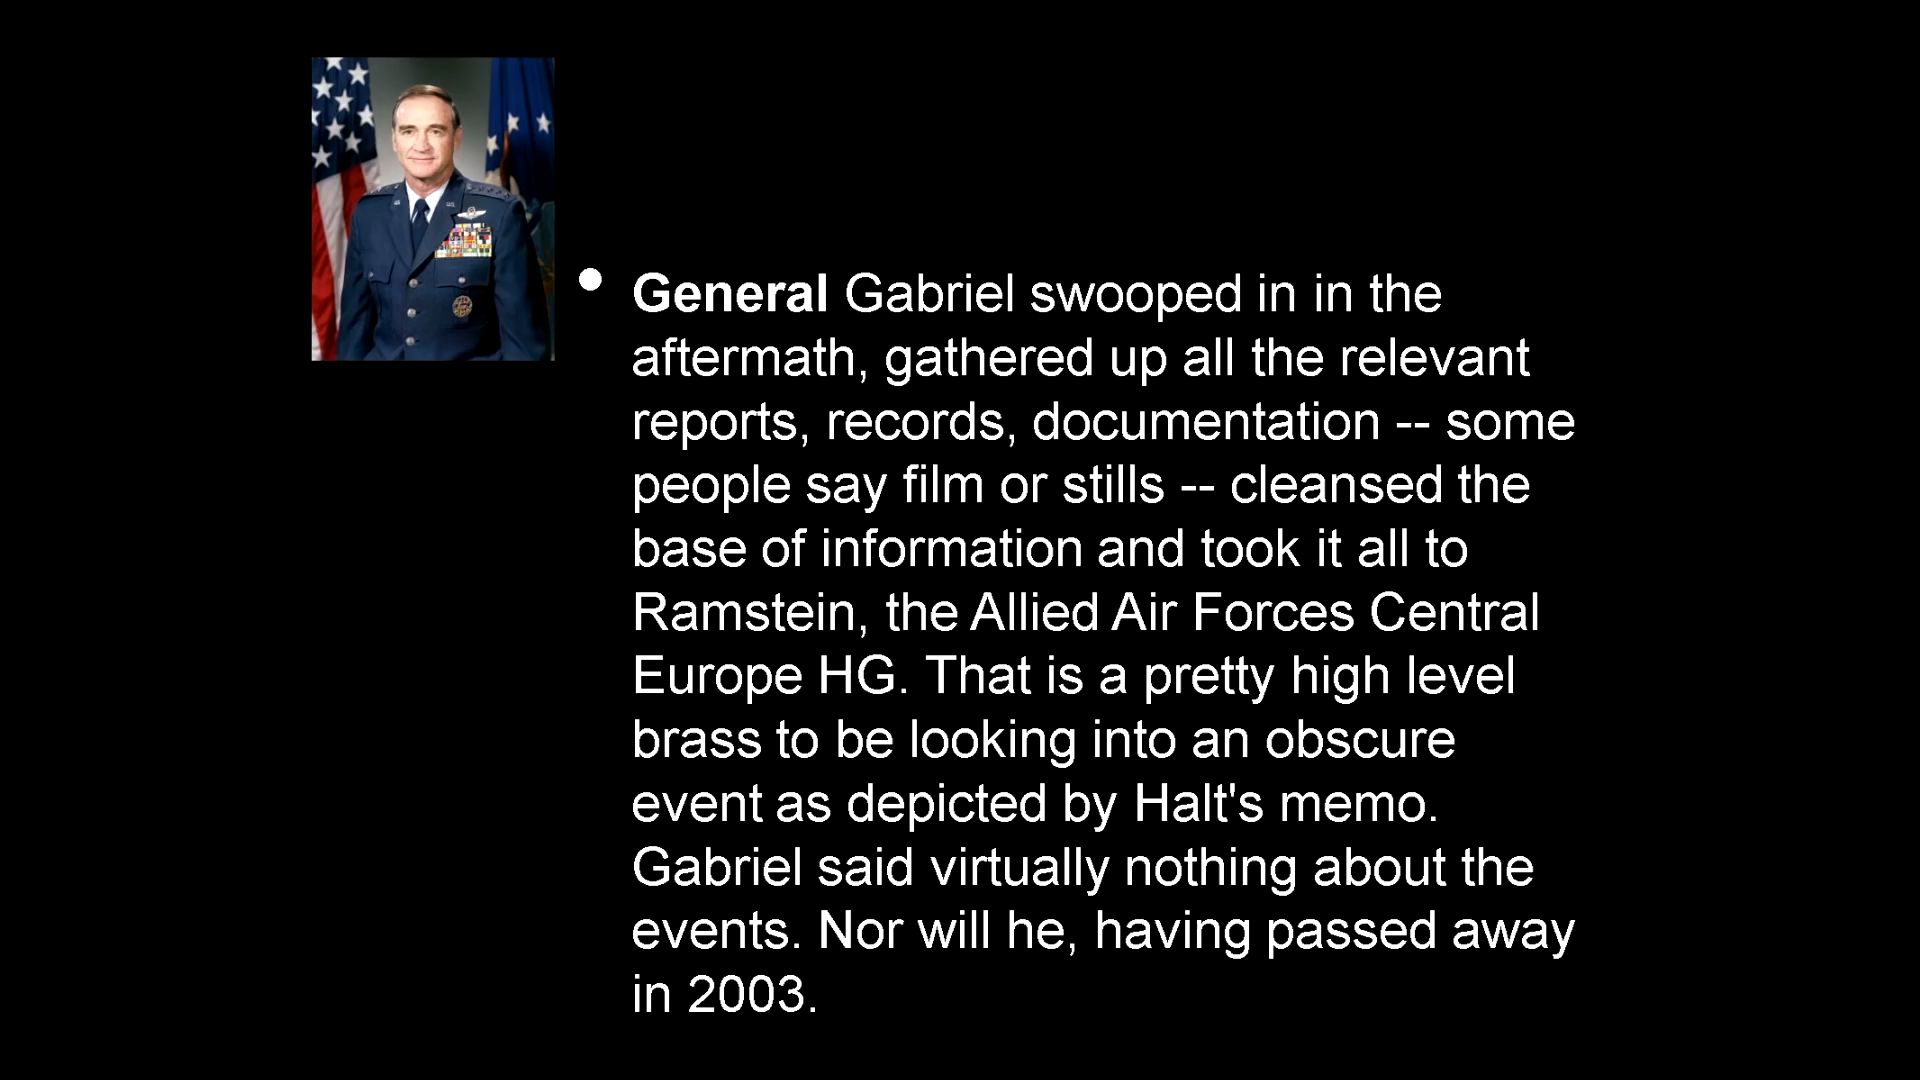 • General Gabriel swooped in in the
aftermath, gathered up all the relevant
reports, records, documentation -- some
people say film or stills -- cleansed the
base of information and took it all to
Ramstein, the Allied Air Forces Central
Europe HG. That is a pretty high level
brass to be looking into an obscure
event as depicted by Halt's memo.
Gabriel said virtually nothing about the
events. Nor will he, having passed away
in 2003.